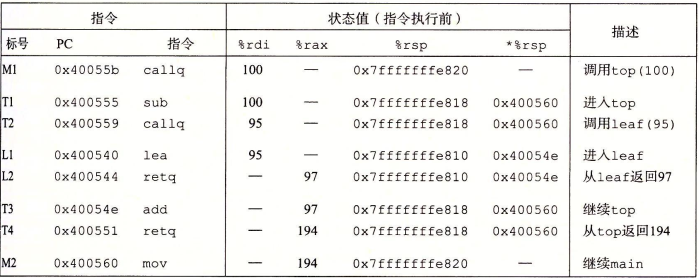 指令 状态值（指令执行前） 描述
标号 PC 指令 %rdi %rax %rsp *%rsp
M1 0x40055b callq 100 — 0x7fffffffe820 — 调用top(100)
T1 0x400555 sub 100 — 0x7fffffffe818 0x400560 进入top
T2 0x400559 callq 95 — 0x7fffffffe818 0x400560 调用leaf(95)
L1 0x400540 lea 95 — 0x7fffffffe810 0x40054e 进入leaf
L2 0x400544 retq — 97 0x7fffffffe810 0x40054e 从leaf返回97
T3 0x40054e add — 97 0x7fffffffe818 0x400560 继续top
T4 0x400551 retq — 194 0x7fffffffe818 0x400560 从top返回194
M2 0x400560 mov — 194 0x7fffffffe820 — 继续main